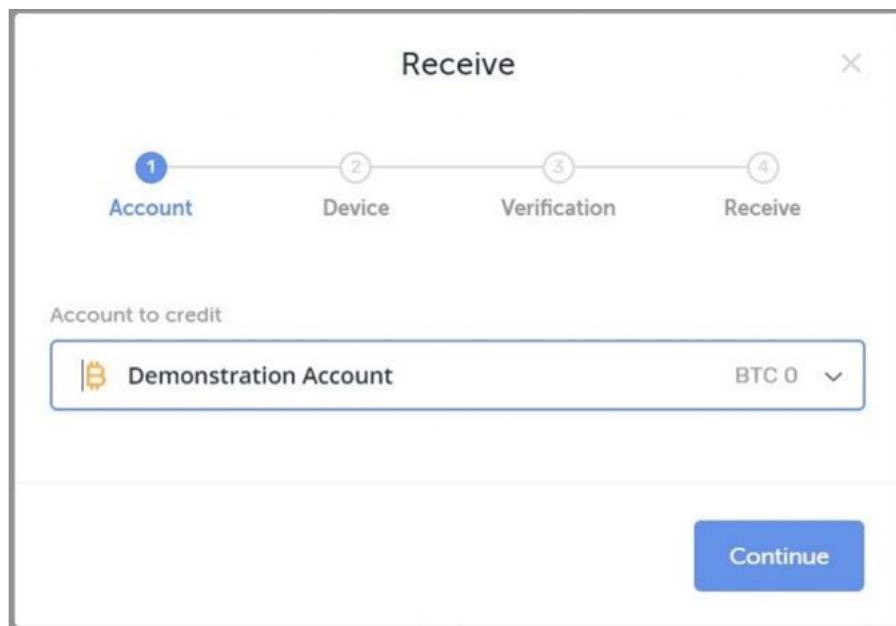 Receive
1 2 3 4
Account Device Verification Receive
Account to credit
Demonstration Account BTC 0
Continue